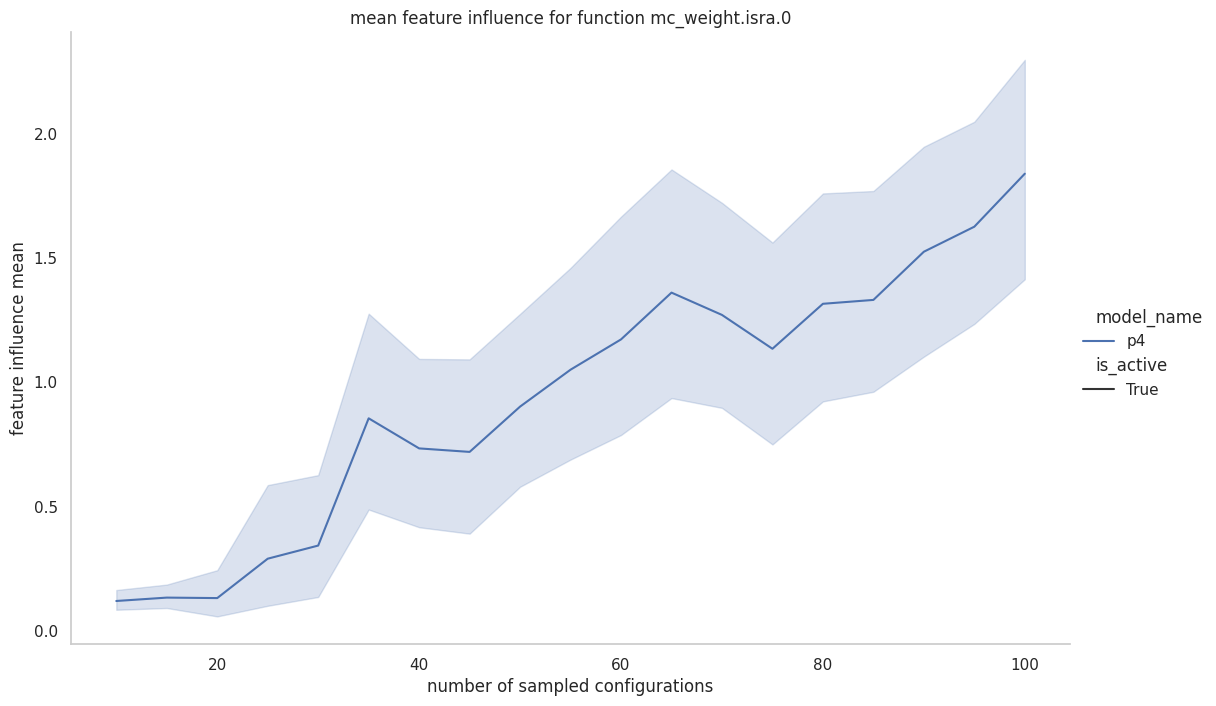 mean feature influence for function mc_weight.isra.0
feature influence mean
2.0
1.5
1.0
0.5
0.0
20
40
60
80
100
number of sampled configurations
model_name
p4
is_active
True